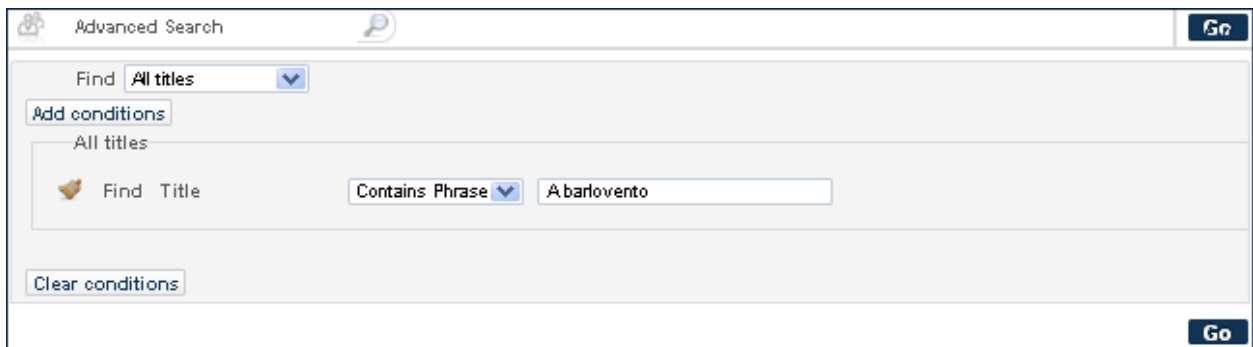 Advanced Search Go
Find All titles
Add conditions
All titles
Find Title Contains Phrase A barlovento
Clear conditions
Go